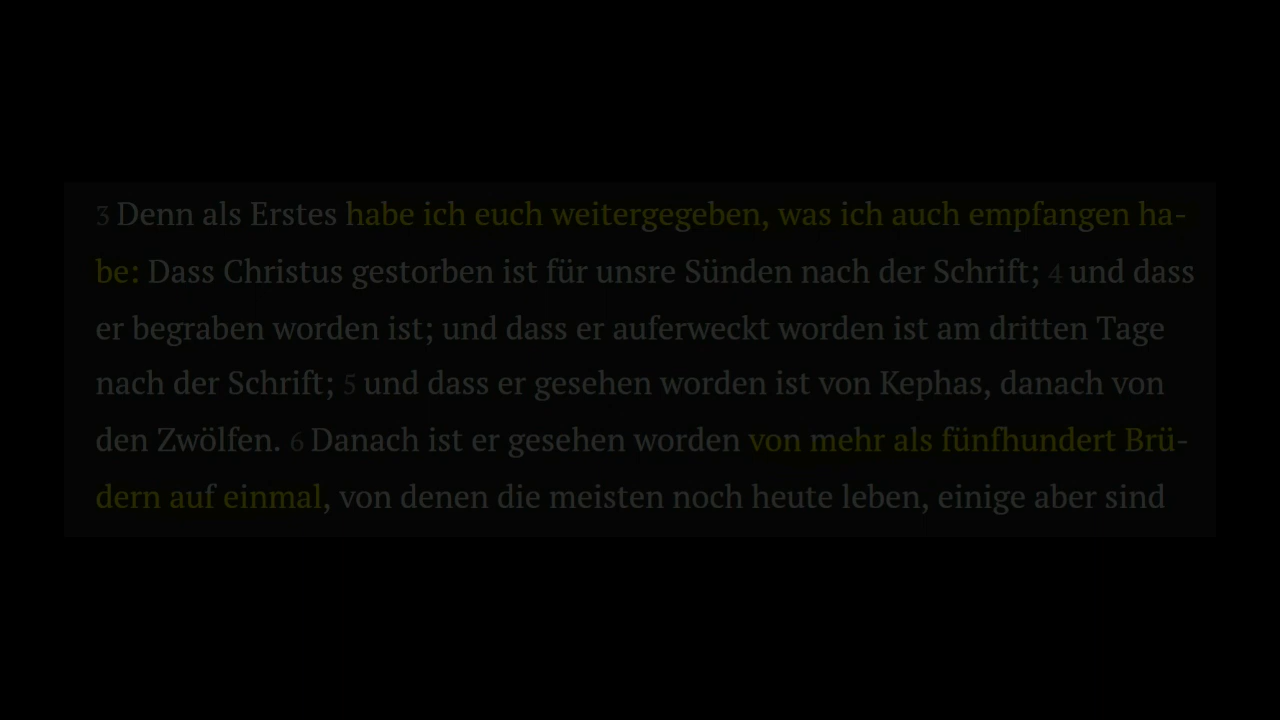 3 Denn als Erstes habe ich euch weitergegeben, was ich auch empfangen ha-
be: Dass Christus gestorben ist für unsre Sünden nach der Schrift; 4 und dass
er begraben worden ist; und dass er auferweckt worden ist am dritten Tage
nach der Schrift; 5 und dass er gesehen worden ist von Kephas, danach von
den Zwölfen. 6 Danach ist er gesehen worden von mehr als fünfhundert Brü-
dern auf einmal, von denen die meisten noch heute leben, einige aber sind